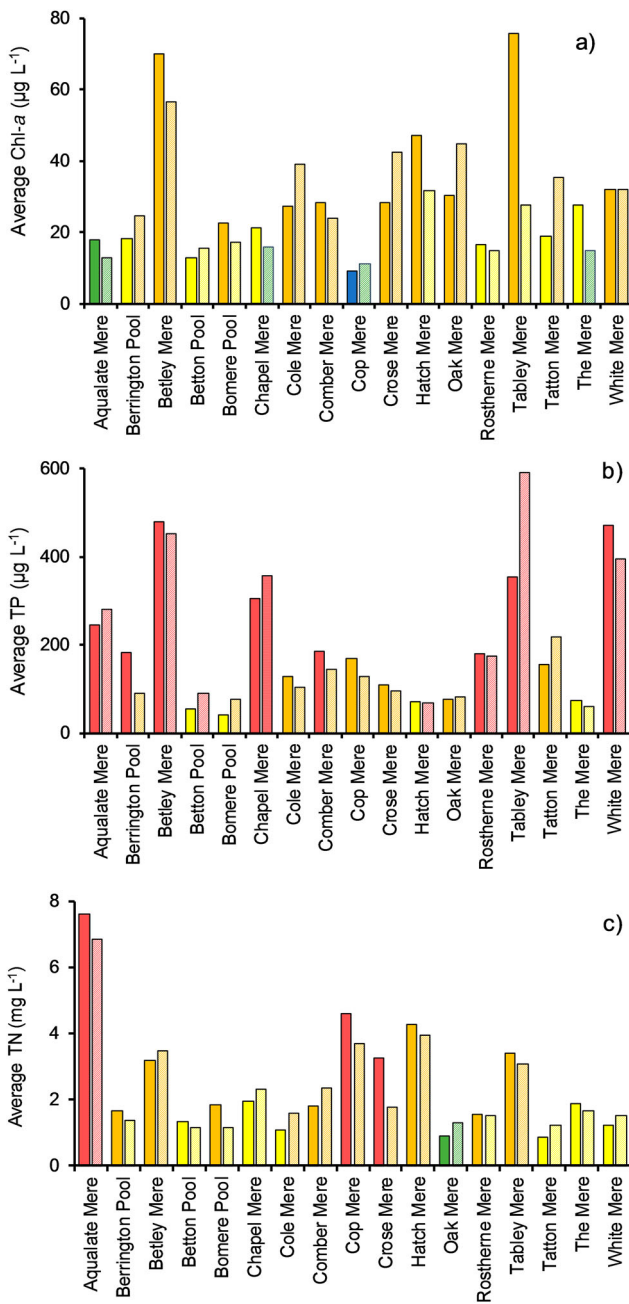 a)
Average Chl-a (µg L-1)
80
60
40
20
0
Aqualate Mere
Berrington Pool
Betley Mere
Betton Pool
Bomere Pool
Chapel Mere
Cole Mere
Comber Mere
Cop Mere
Crose Mere
Hatch Mere
Oak Mere
Rostherne Mere
Tabley Mere
Tatton Mere
The Mere
White Mere
b)
Average TP (µg L-1)
600
400
200
0
Aqualate Mere
Berrington Pool
Betley Mere
Betton Pool
Bomere Pool
Chapel Mere
Cole Mere
Comber Mere
Cop Mere
Crose Mere
Hatch Mere
Oak Mere
Rostherne Mere
Tabley Mere
Tatton Mere
The Mere
White Mere
c)
Average TN (mg L-1)
8
6
4
2
0
Aqualate Mere
Berrington Pool
Betley Mere
Betton Pool
Bomere Pool
Chapel Mere
Cole Mere
Comber Mere
Cop Mere
Crose Mere
Hatch Mere
Oak Mere
Rostherne Mere
Tabley Mere
Tatton Mere
The Mere
White Mere